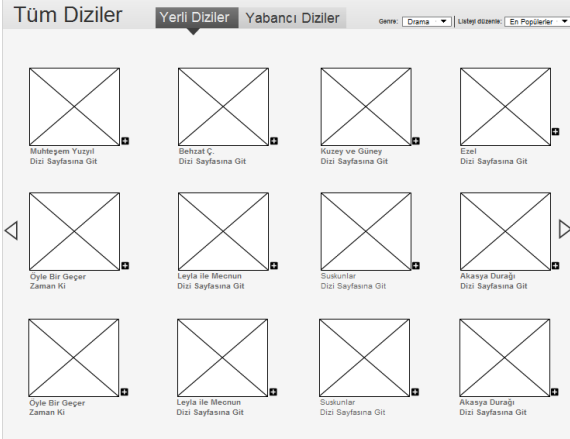 Tüm Diziler
Yerli Diziler Yabancı Diziler
Genre: Drama Listeyi düzenle: En Popülerler
Muhteşem Yuzyıl
Dizi Sayfasına Git
Behzat Ç.
Dizi Sayfasına Git
Kuzey ve Güney
Dizi Sayfasına Git
Ezel
Dizi Sayfasına Git
Öyle Bir Geçer
Zaman Ki
Leyla ile Mecnun
Dizi Sayfasına Git
Suskunlar
Dizi Sayfasına Git
Akasya Durağı
Dizi Sayfasına Git
Öyle Bir Geçer
Zaman Ki
Leyla ile Mecnun
Dizi Sayfasına Git
Suskunlar
Dizi Sayfasına Git
Akasya Durağı
Dizi Sayfasına Git